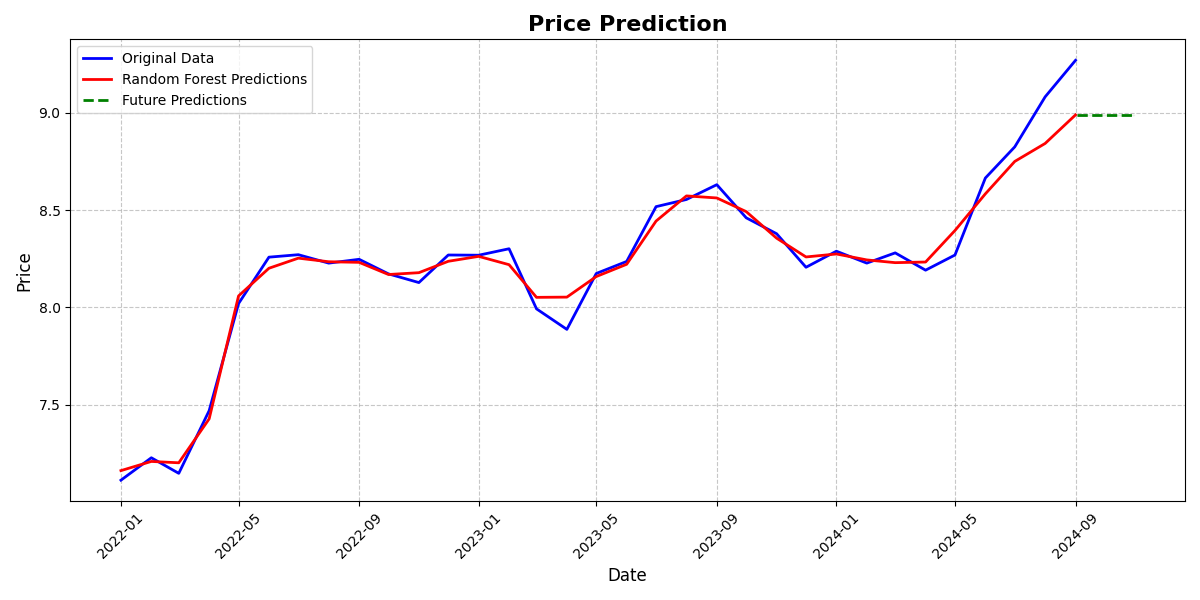 Price Prediction
Original Data
Random Forest Predictions
Future Predictions
9.0
8.5
8.0
7.5
Price
2022-01
2022-05
2022-09
2023-01
2023-05
2023-09
2024-01
2024-05
2024-09
Date